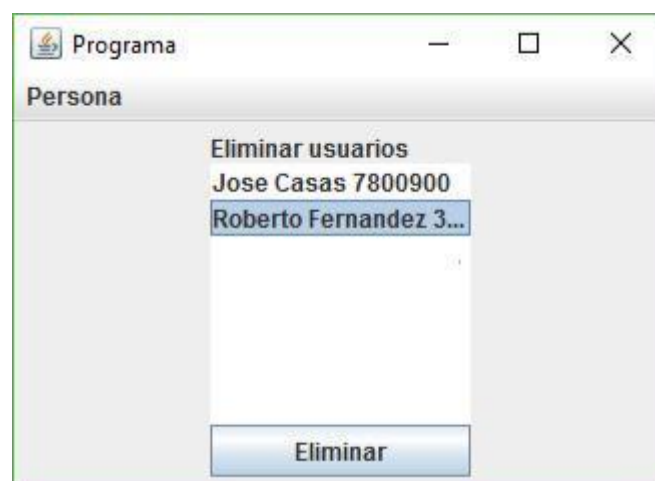 Programa
Persona
Eliminar usuarios
Jose Casas 7800900
Roberto Fernandez 3...
Eliminar